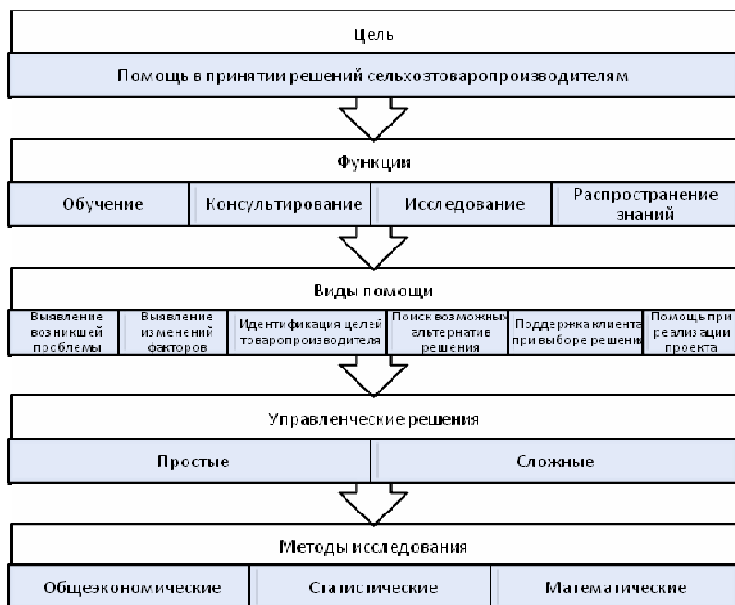 Цель
Помощь в принятии решений сельхозтоваропроизводителям
Функции
Обучение
Консультирование
Исследование
Распространение
знаний
Виды помощи
Выявление
возникшей
проблемы
Выявление
изменений
факторов
Идентификация целей
товаропроизводителя
Поиск возможных
альтернатив
решения
Поддержка клиента
при выборе решения
Помощь при
реализации
проекта
Управленческие решения
Простые
Сложные
Методы исследования
Общеэкономические
Статистические
Математические